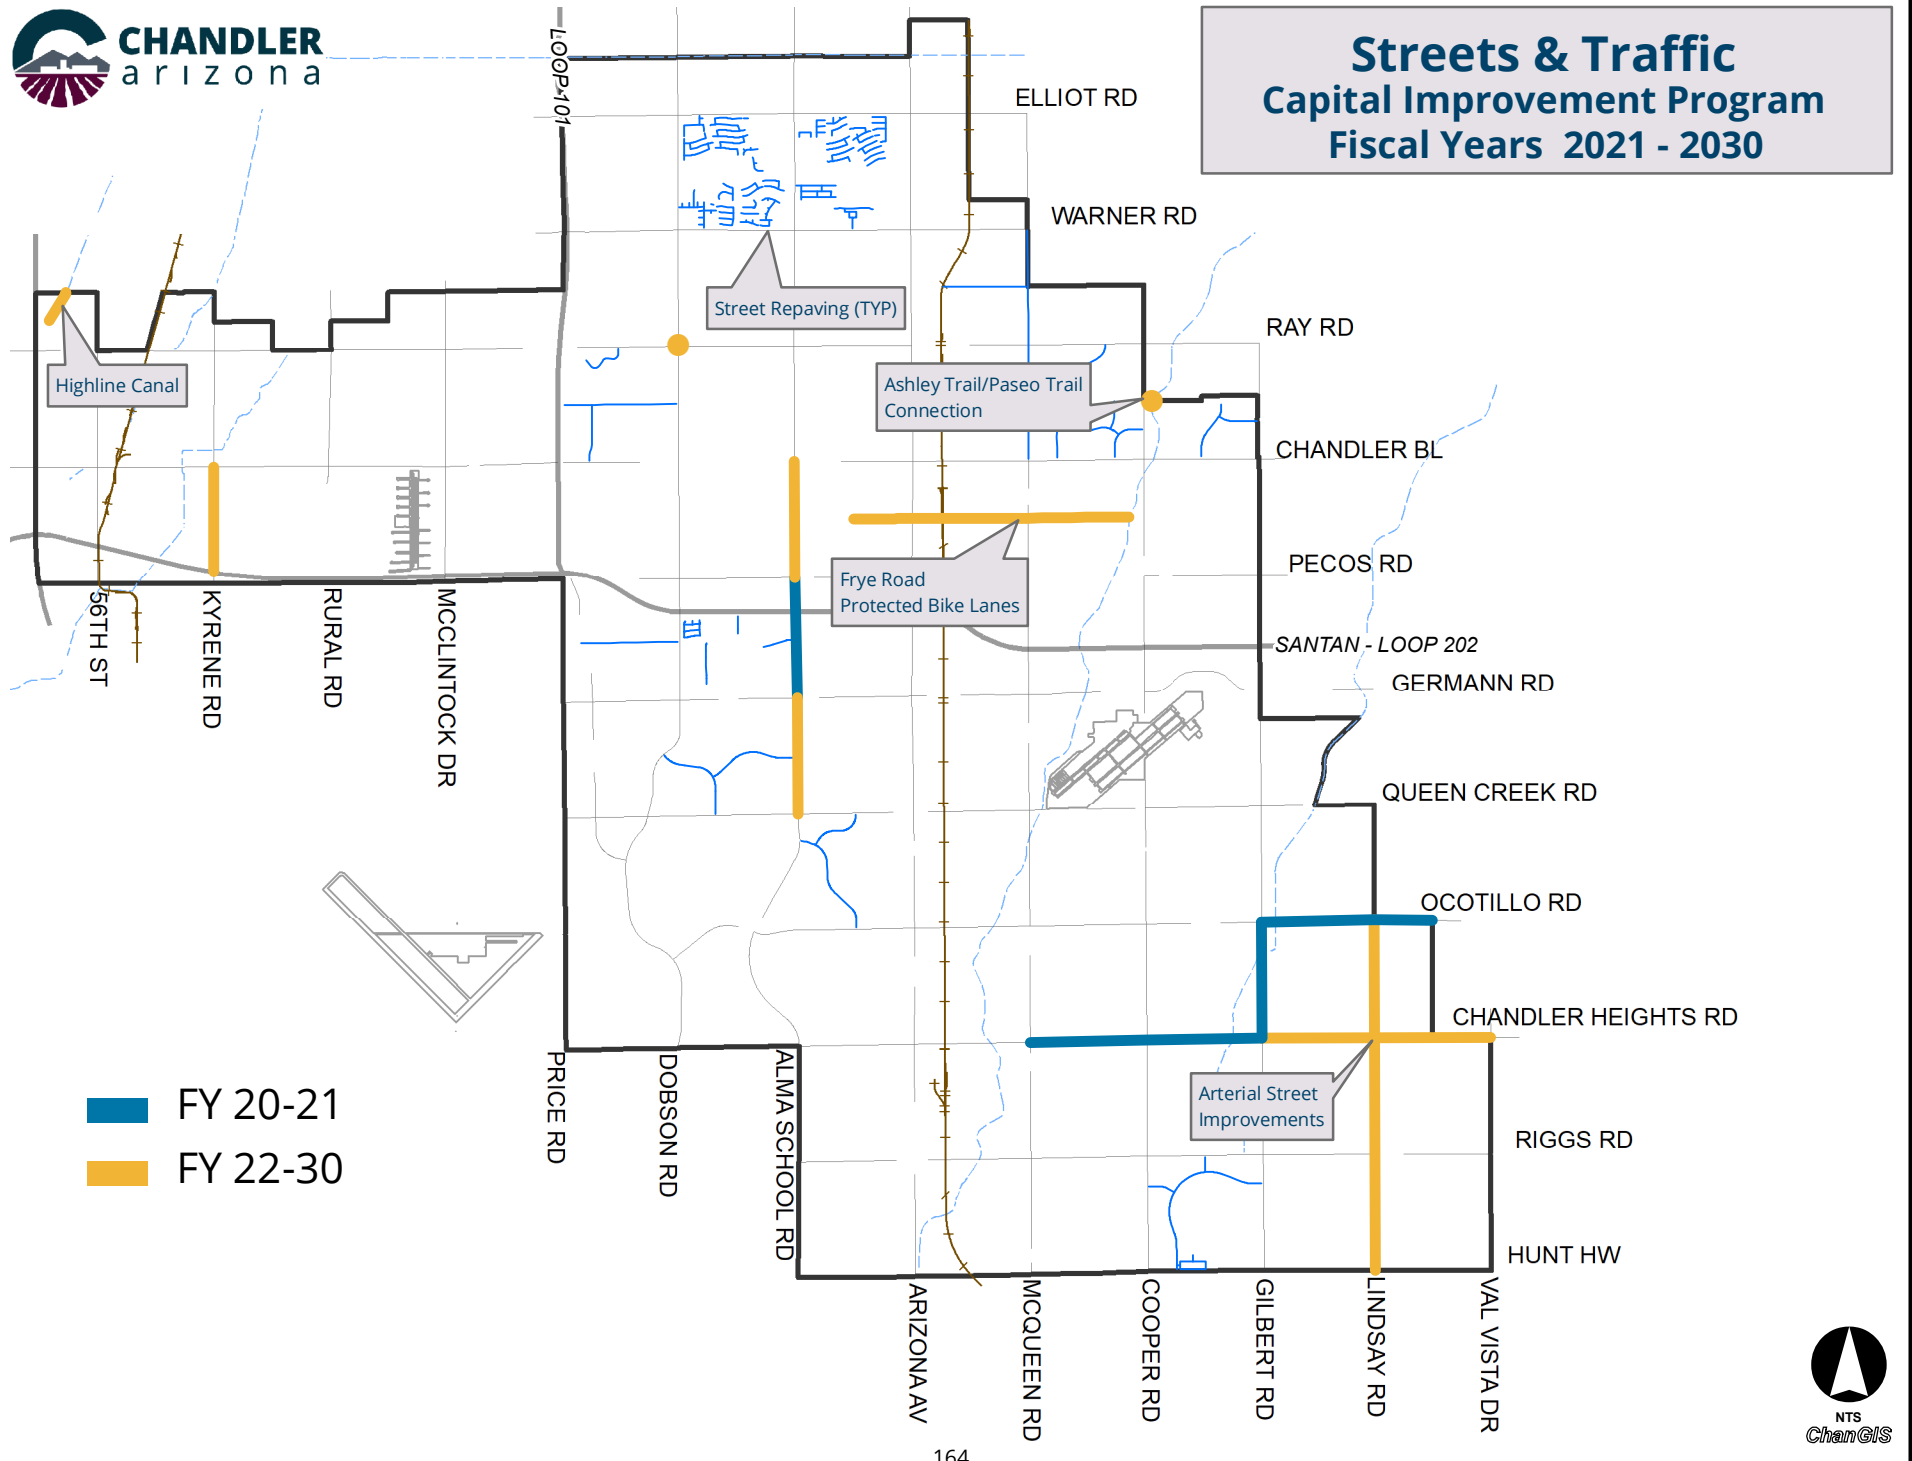 CHANDLER
arizona
Streets & Traffic
Capital Improvement Program
Fiscal Years 2021 - 2030
LOOP 101
ELLIOT RD
WARNER RD
Street Repaving (TYP)
RAY RD
Highline Canal
Ashley Trail/Paseo Trail
Connection
CHANDLER BL
Frye Road
Protected Bike Lanes
PECOS RD
SANTAN - LOOP 202
GERMANN RD
56TH ST
KYRENE RD
RURAL RD
MCCLINTOCK DR
QUEEN CREEK RD
OCOTILLO RD
CHANDLER HEIGHTS RD
Arterial Street
Improvements
PRICE RD
DOBSON RD
ALMA SCHOOL RD
FY 20-21
FY 22-30
RIGGS RD
HUNT HW
ARIZONA AV
MCQUEEN RD
COOPER RD
GILBERT RD
LINDSAY RD
VAL VISTA DR
NTS
ChanGIS
164